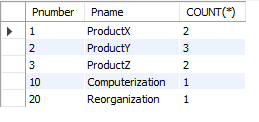 Pnumber Pname COUNT(*)
1 ProductX 2
2 ProductY 3
3 ProductZ 2
10 Computerization 1
20 Reorganization 1